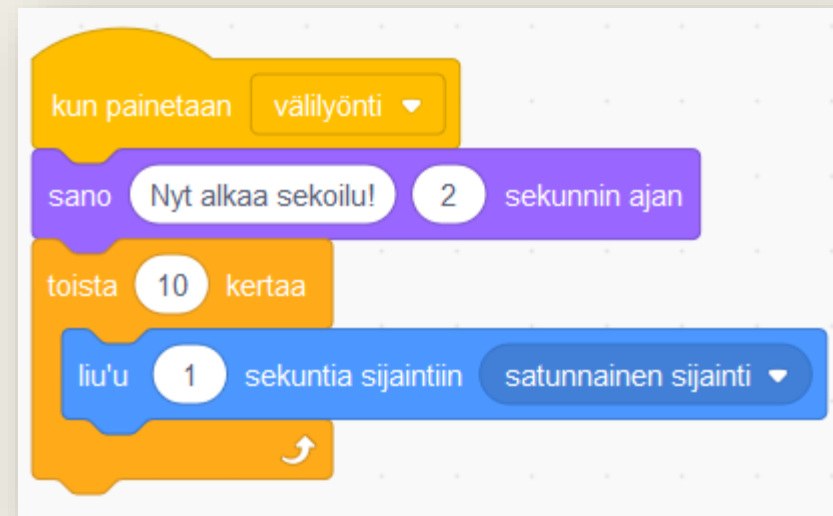 kun painetaan välilyönti
sano Nyt alkaa sekoilu! 2 sekunnin ajan
toista 10 kertaa
liu'u 1 sekuntia sijaintiin satunnainen sijainti